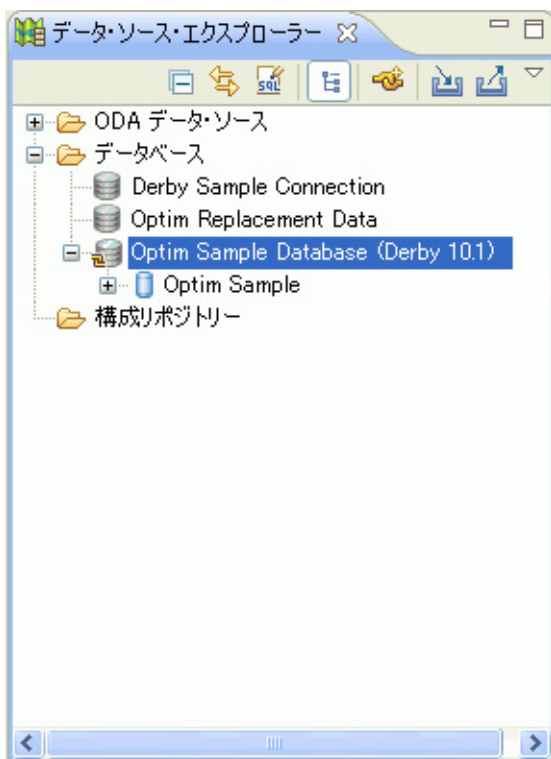 データ・ソース・エクスプローラー
SQL
ODA データ・ソース
データベース
Derby Sample Connection
Optim Replacement Data
Optim Sample Database (Derby 10.1)
Optim Sample
構成リポジトリー